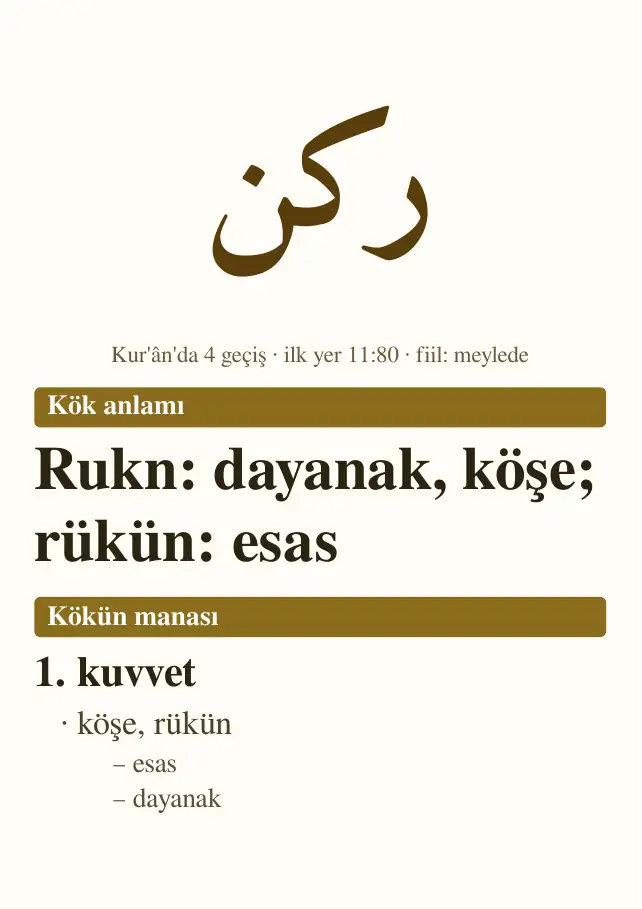 ركن
Kur'ân'da 4 geçiş · ilk yer 11:80 · fiil: meylede
Kök anlamı
Rukn: dayanak, köşe;
rükün: esas
Kökün manası
1. kuvvet
· köşe, rükün
– esas
– dayanak